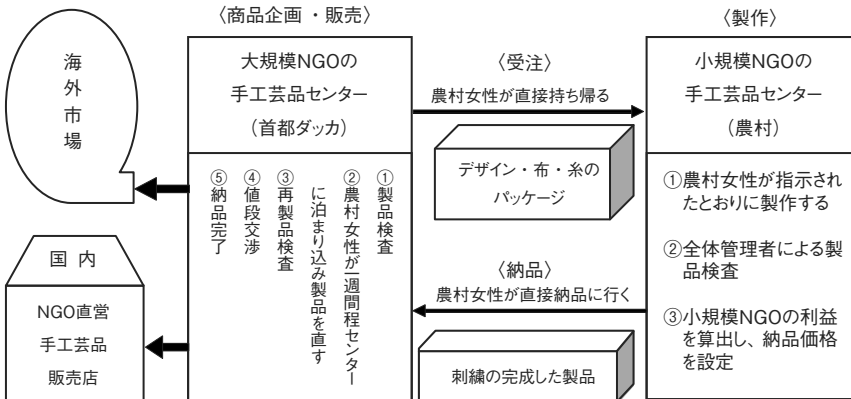 〈商品企画・販売〉
〈製作〉
海外市場
大規模NGOの
手工芸品センター
（首都ダッカ）
〈受注〉
農村女性が直接持ち帰る
小規模NGOの
手工芸品センター
（農村）
デザイン・布・糸の
パッケージ
①製品検査
②農村女性が一週間程センター
に泊まり込み製品を直す
③再製品検査
④値段交渉
⑤納品完了
①農村女性が指示され
たとおりに製作する
②全体管理者による製
品検査
③小規模NGOの利益
を算出し、納品価格
を設定
〈納品〉
農村女性が直接納品に行く
刺繍の完成した製品
国内
NGO直営
手工芸品
販売店